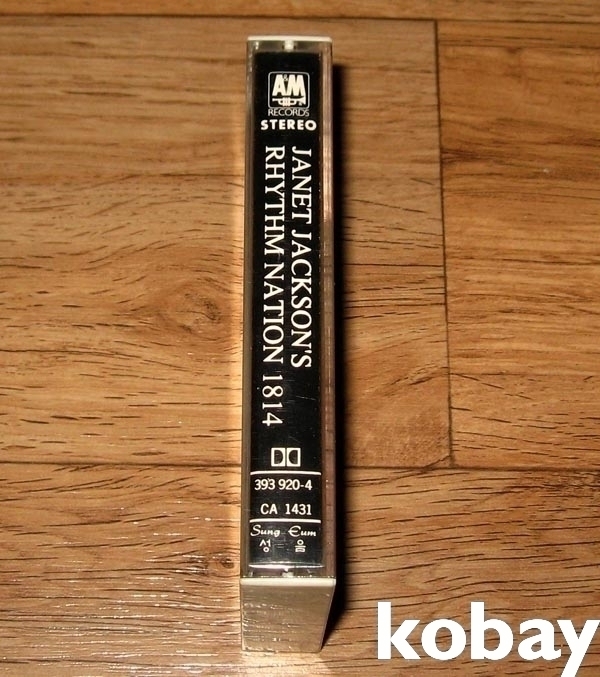 A&M
RECORDS
STEREO
JANET JACKSON'S
RHYTHM NATION 1814
393 920-4
CA 1431
Sung Eum
성 음
kobay